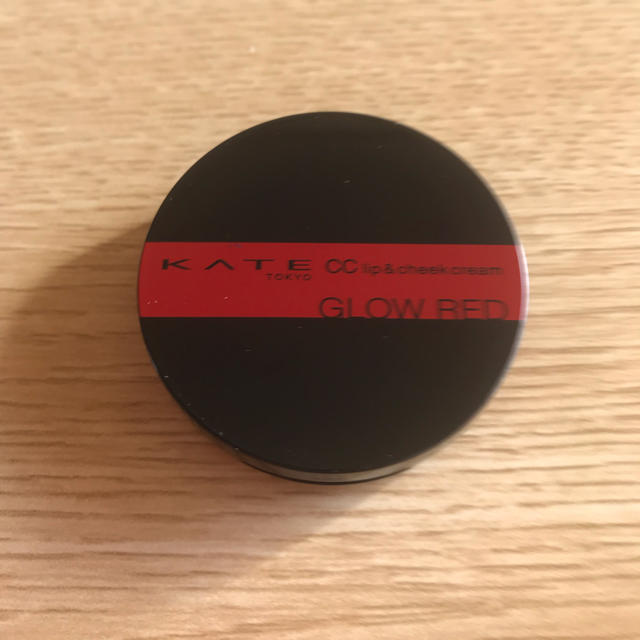 KATE
TOKYO
CC lip & cheek cream
GLOW RED